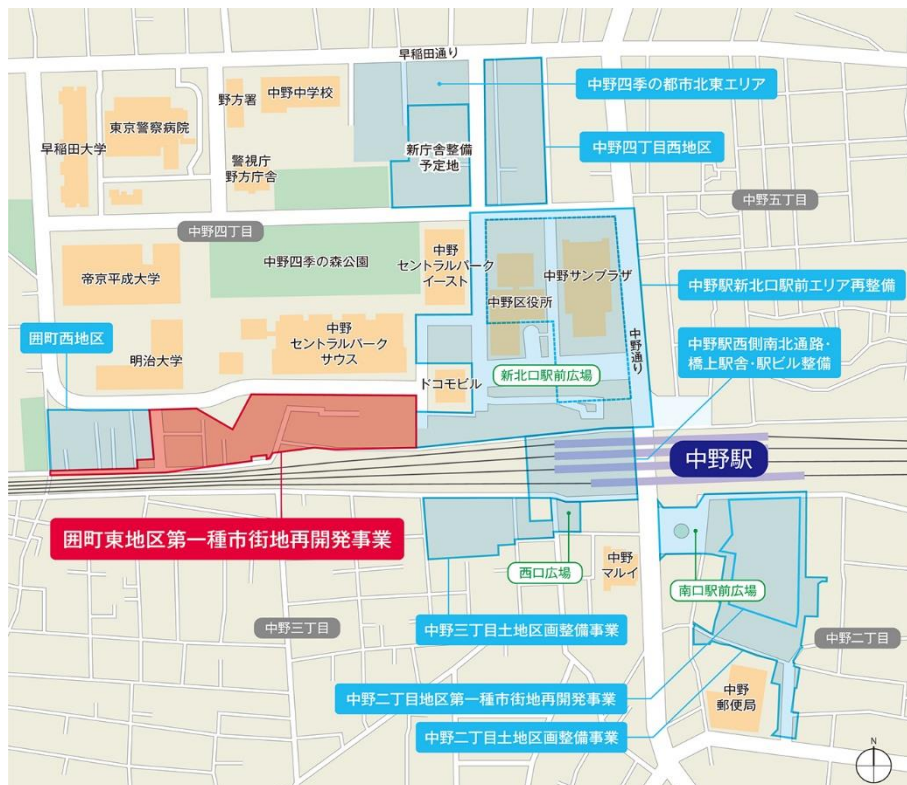 早稲田通り
中野四季の都市北東エリア
野方署
中野中学校
東京警察病院
早稲田大学
新庁舎整備
予定地
中野四丁目西地区
警視庁
野方庁舎
中野五丁目
中野四丁目
中野四季の森公園
中野
セントラルパーク
イースト
中野サンプラザ
帝京平成大学
中野区役所
中野駅新北口駅前エリア再整備
囲町西地区
中野
セントラルパーク
サウス
明治大学
中野通り
中野駅西側南北通路・
橋上駅舎・駅ビル整備
新北口駅前広場
ドコモビル
中野駅
囲町東地区第一種市街地再開発事業
西口広場
中野
マルイ
南口駅前広場
中野三丁目
中野三丁目土地区画整備事業
中野二丁目
中野二丁目地区第一種市街地再開発事業
中野
郵便局
中野二丁目土地区画整備事業
N